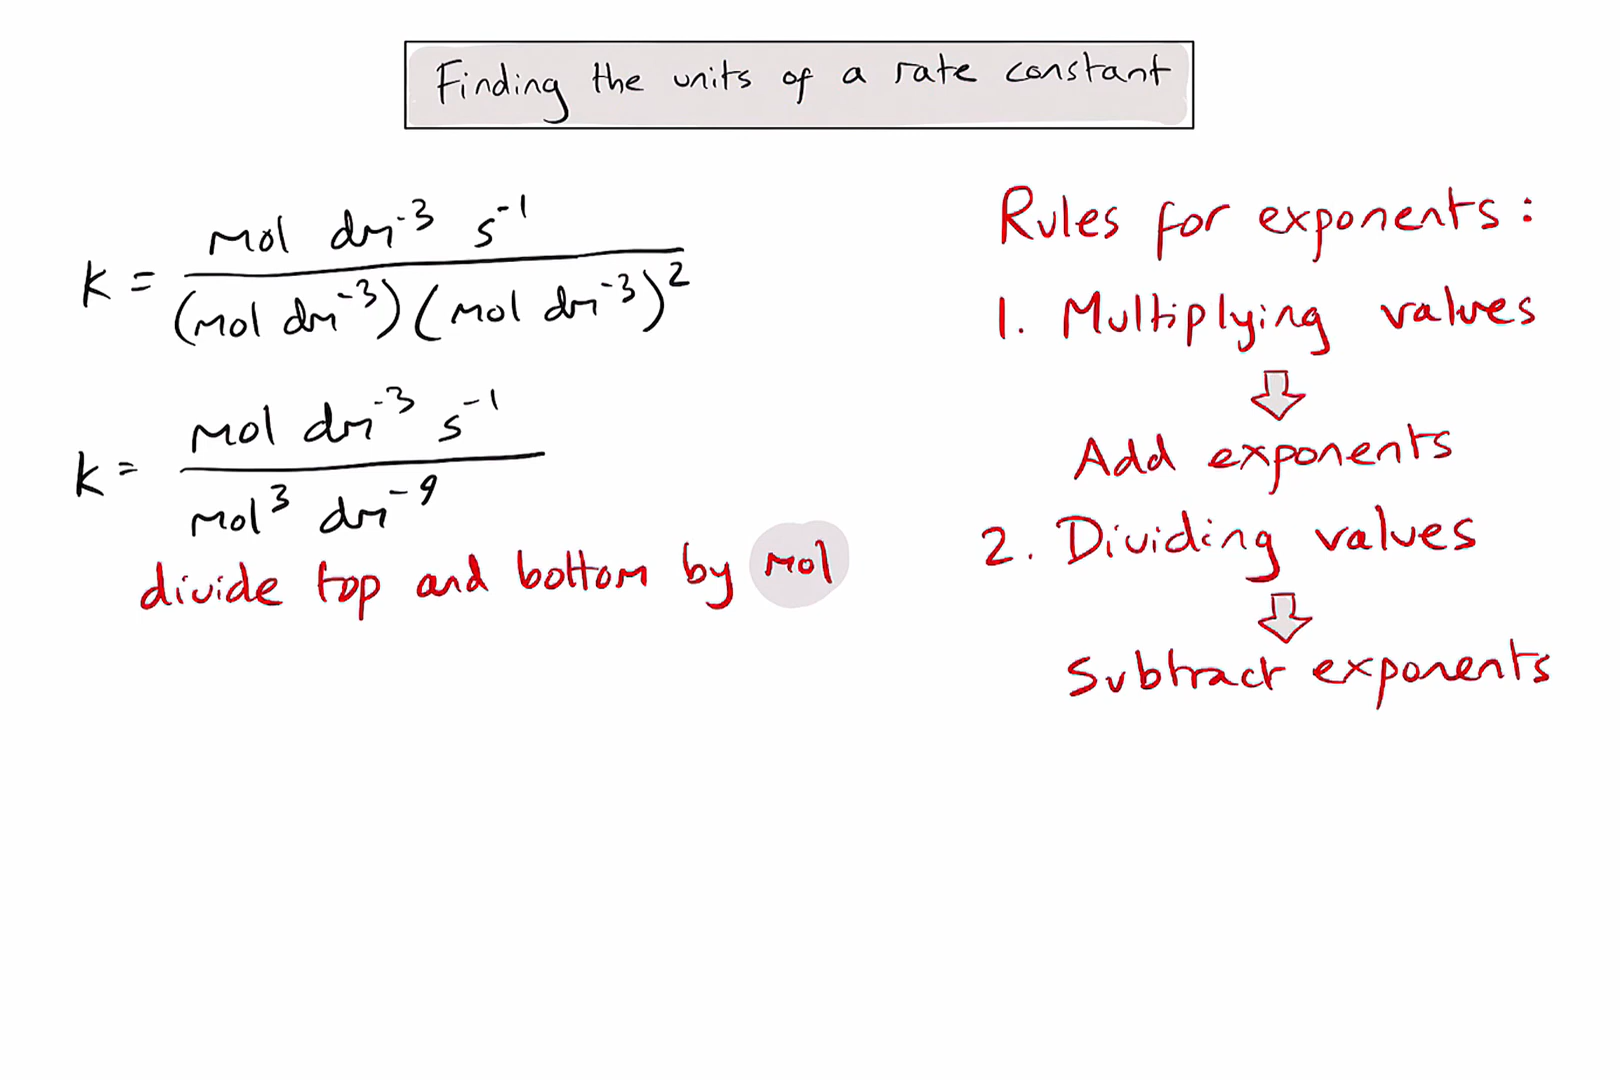 Finding the units of a rate constant
k = mol dm⁻³ s⁻¹
(mol dm⁻³)(mol dm⁻³)²
k = mol dm⁻³ s⁻¹
mol³ dm⁻⁹
divide top and bottom by mol
Rules for exponents:
1. Multiplying values
Add exponents
2. Dividing values
Subtract exponents